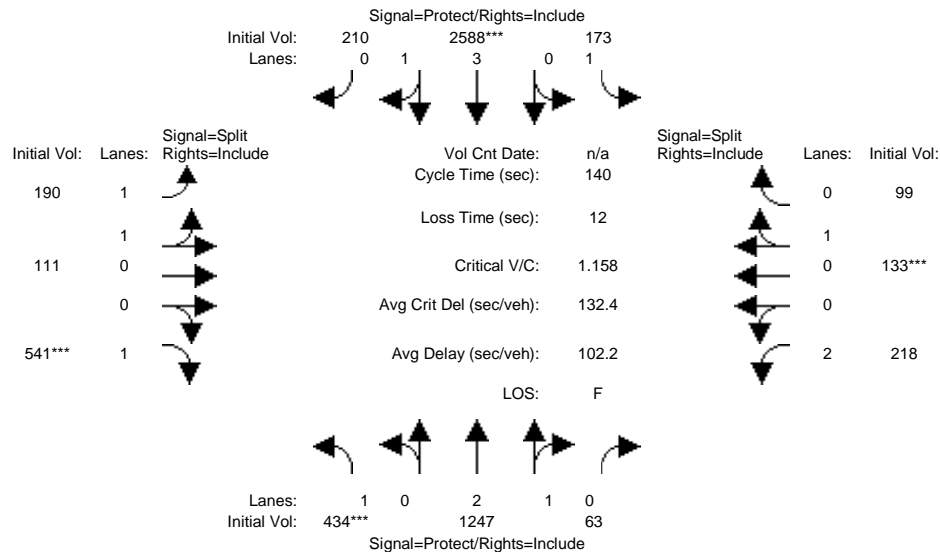 Signal=Protect/Rights=Include
Initial Vol: 210 2588*** 173
Lanes: 0 1 3 0 1
Signal=Split Signal=Split
Initial Vol: Lanes: Rights=Include Vol Cnt Date: n/a Rights=Include Lanes: Initial Vol:
Cycle Time (sec): 140
190 1 0 99
Loss Time (sec): 12
1 1
111 0 Critical V/C: 1.158 0 133***
0 Avg Crit Del (sec/veh): 132.4 0
541*** 1 Avg Delay (sec/veh): 102.2 2 218
LOS: F
Lanes: 1 0 2 1 0
Initial Vol: 434*** 1247 63
Signal=Protect/Rights=Include